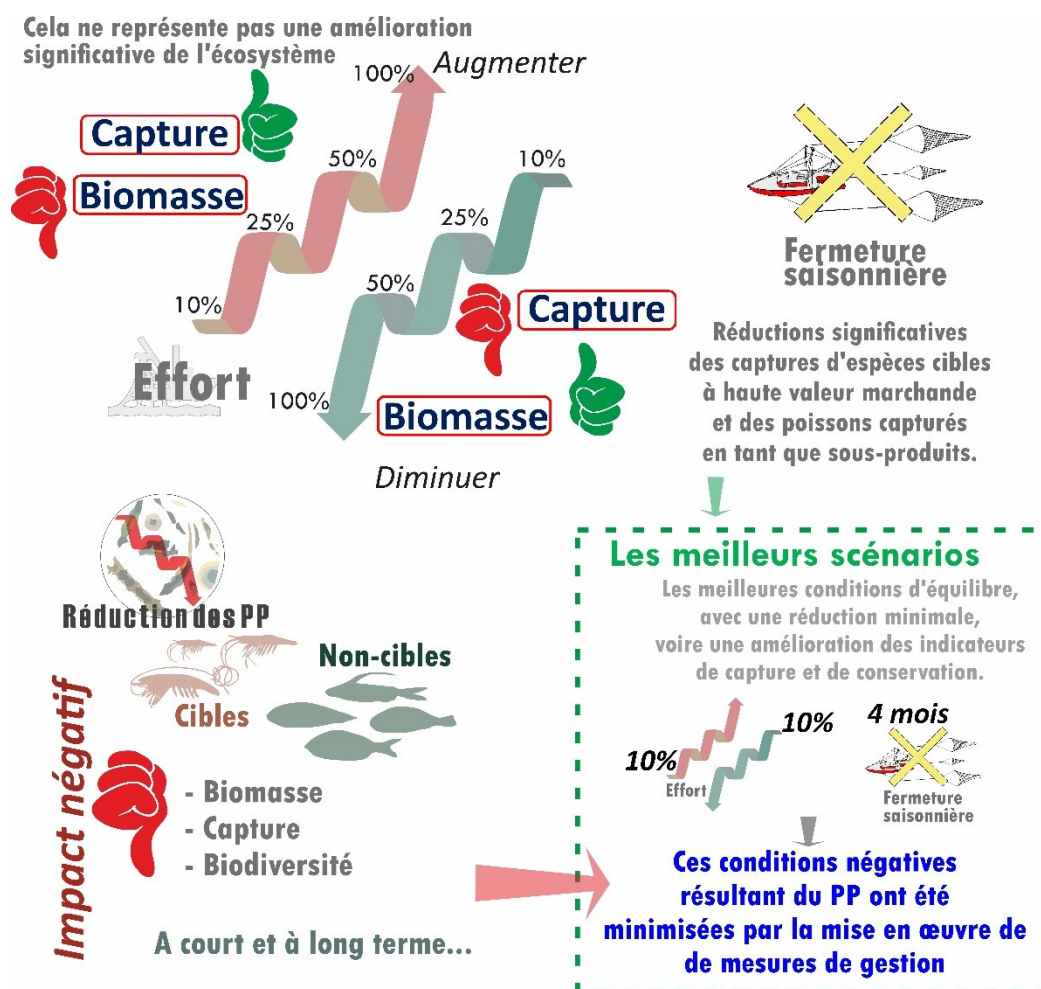 Cela ne représente pas une amélioration
significative de l'écosystème
100%
Augmenter
Capture
Biomasse
50%
10%
25%
25%
50%
10%
Capture
Effort
100%
Biomasse
Diminuer
Fermeture
saisonnière
Réductions significatives
des captures d'espèces cibles
à haute valeur marchande
et des poissons capturés
en tant que sous-produits.
Réduction des PP
Non-cibles
Cibles
Impact négatif
- Biomasse
- Capture
- Biodiversité
A court et à long terme...
Les meilleurs scénarios
Les meilleures conditions d'équilibre,
avec une réduction minimale,
voire une amélioration des indicateurs
de capture et de conservation.
10%
10%
Effort
4 mois
Fermeture
saisonnière
Ces conditions négatives
résultant du PP ont été
minimisées par la mise en œuvre de
de mesures de gestion